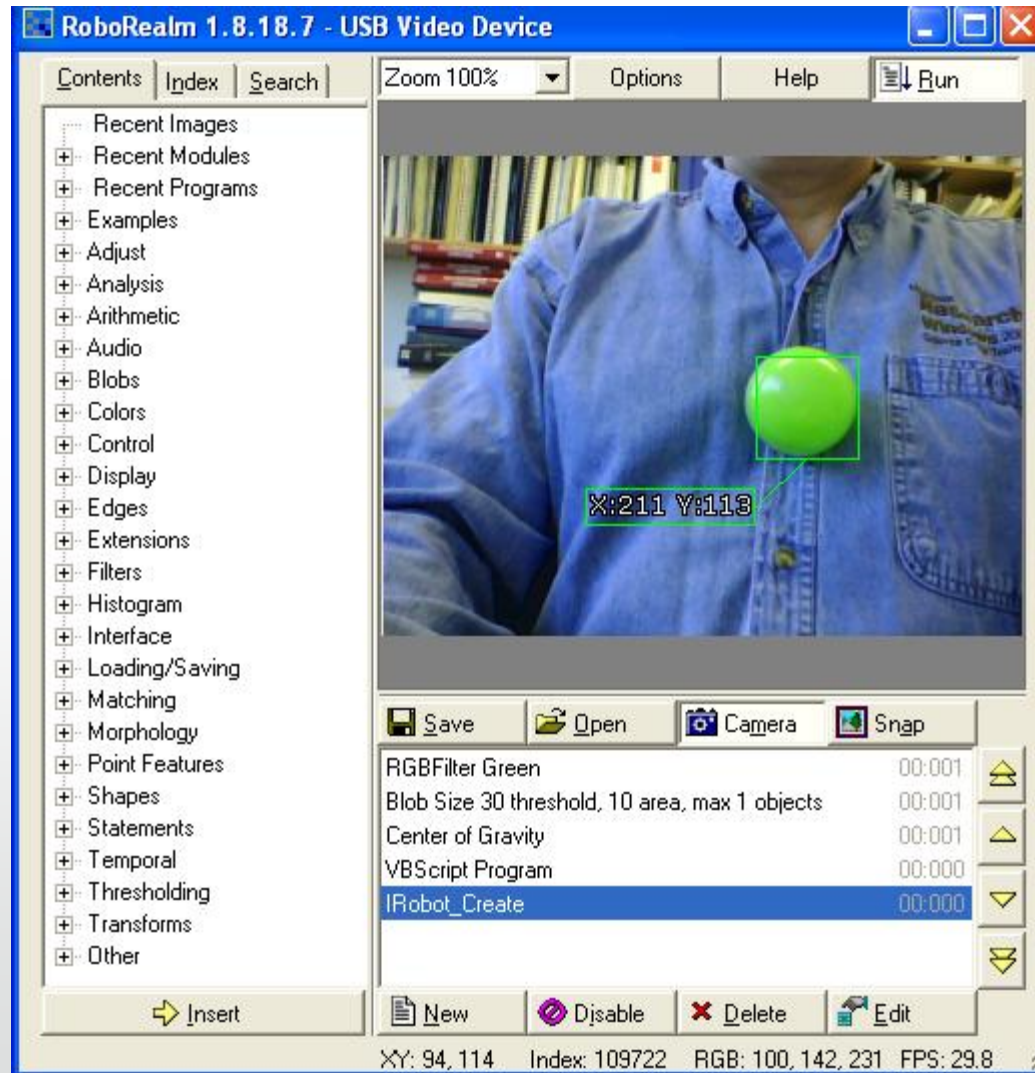 RoboRealm 1.8.18.7 - USB Video Device
Contents Index Search
Zoom 100% Options Help Run
Recent Images
Recent Modules
Recent Programs
Examples
Adjust
Analysis
Arithmetic
Audio
Blobs
Colors
Control
Display
Edges
Extensions
Filters
Histogram
Interface
Loading/Saving
Matching
Morphology
Point Features
Shapes
Statements
Temporal
Thresholding
Transforms
Other
Insert
Research
Windows
X:211 Y:113
Save Open Camera Snap
RGBFilter Green 00:001
Blob Size 30 threshold, 10 area, max 1 objects 00:001
Center of Gravity 00:001
VBScript Program 00:000
IRobot_Create 00:000
New Disable Delete Edit
XY: 94, 114 Index: 109722 RGB: 100, 142, 231 FPS: 29.8